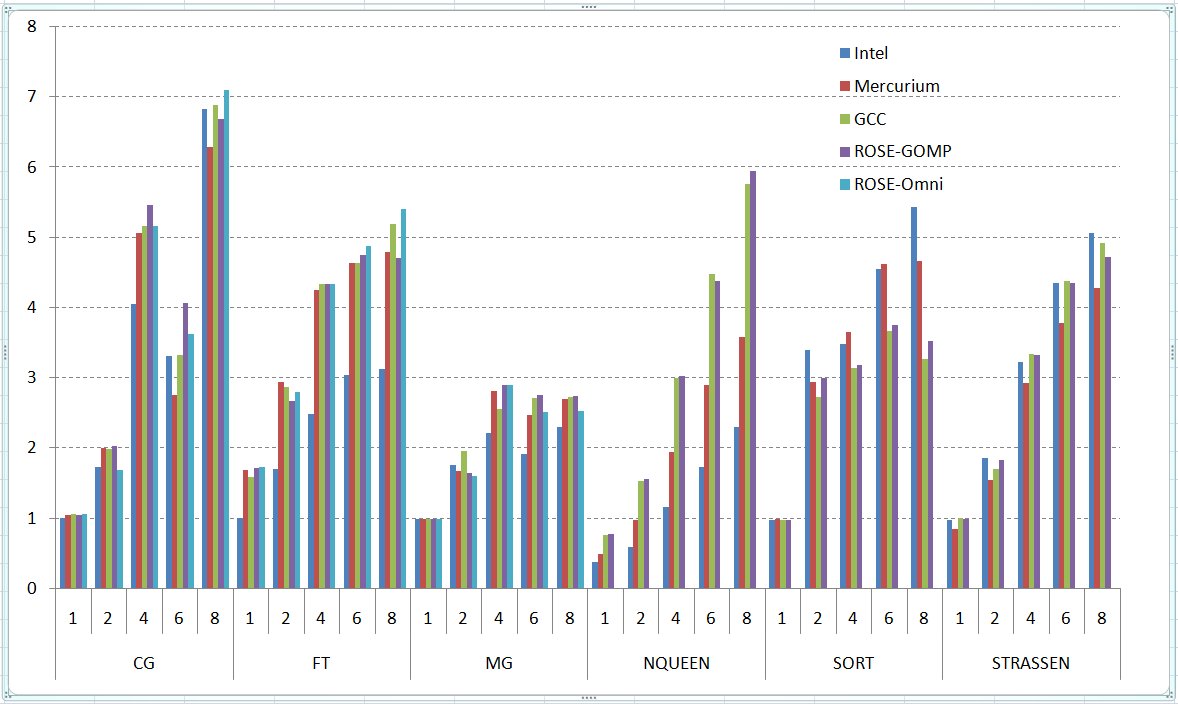 8
7
6
5
4
3
2
1
0
Intel
Mercurium
GCC
ROSE-GOMP
ROSE-Omni
1 2 4 6 8 1 2 4 6 8 1 2 4 6 8 1 2 4 6 8 1 2 4 6 8 1 2 4 6 8
CG FT MG NQUEEN SORT STRASSEN